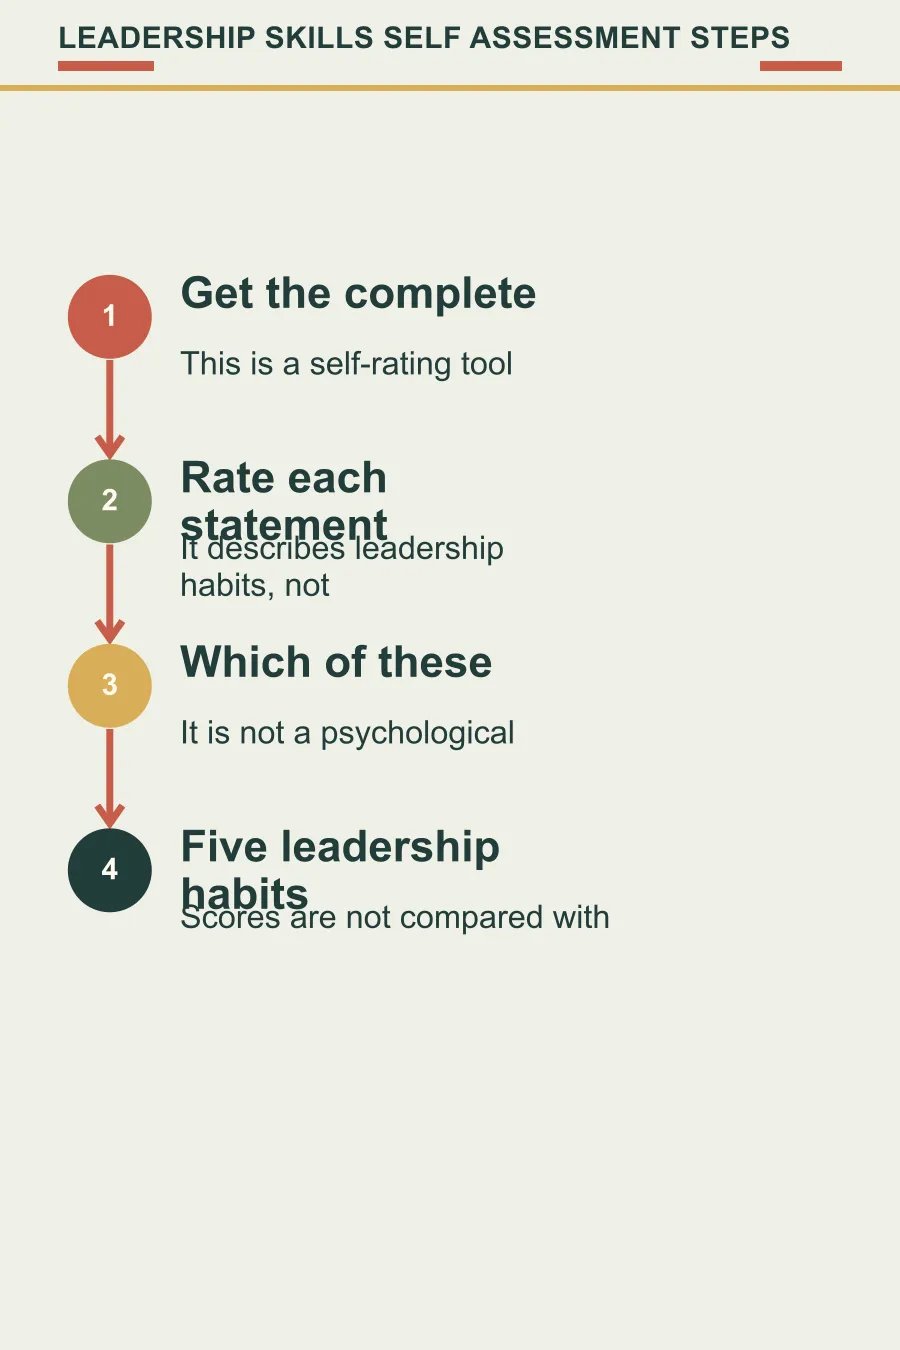 LEADERSHIP SKILLS SELF ASSESSMENT STEPS
1
Get the complete
This is a self-rating tool
2
Rate each
statement
It describes leadership
habits, not
3
Which of these
It is not a psychological
4
Five leadership
habits
Scores are not compared with